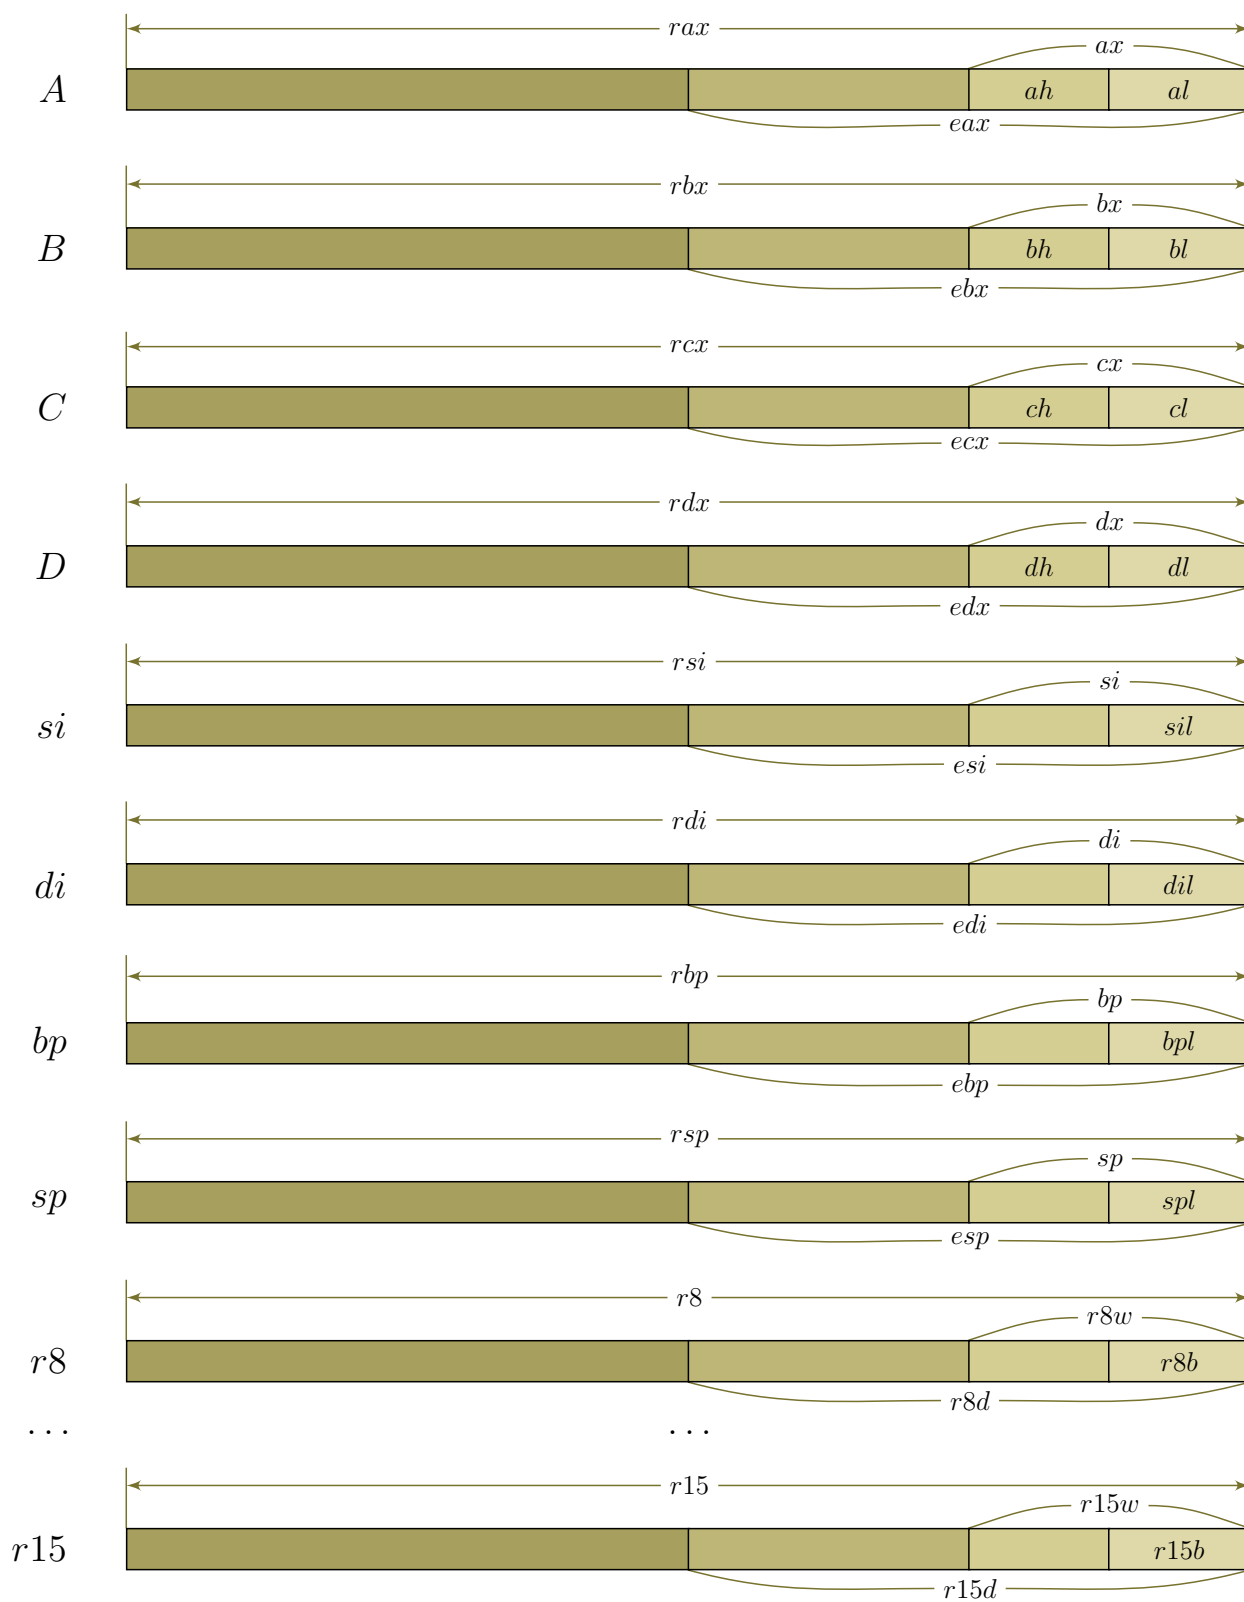 rax
ax
A ah al
eax
rbx
bx
B bh bl
ebx
rcx
cx
C ch cl
ecx
rdx
dx
D dh dl
edx
rsi
si
si sil
esi
rdi
di
di dil
edi
rbp
bp
bp bpl
ebp
rsp
sp
sp spl
esp
r8
r8w
r8 r8b
r8d
... ...
r15
r15w
r15 r15b
r15d